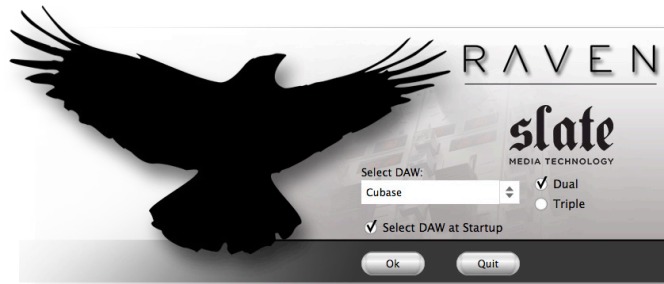 RAVEN
slate
MEDIA TECHNOLOGY
Select DAW:
Cubase
Dual
Triple
Select DAW at Startup
Ok
Quit